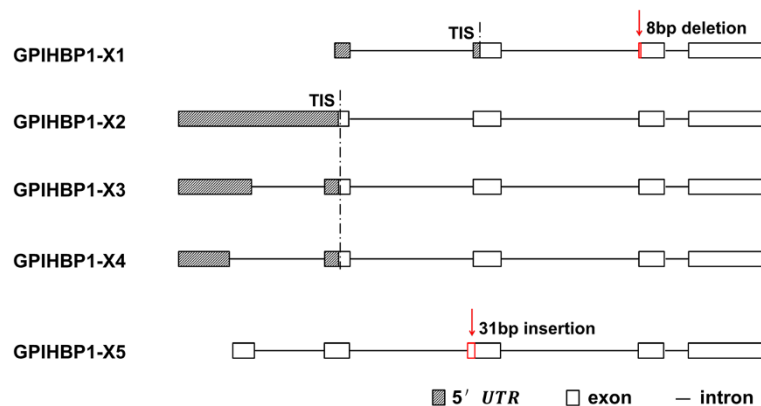 TIS
8bp deletion
GPIHBP1-X1
TIS
GPIHBP1-X2
GPIHBP1-X3
GPIHBP1-X4
31bp insertion
GPIHBP1-X5
5′ UTR exon intron